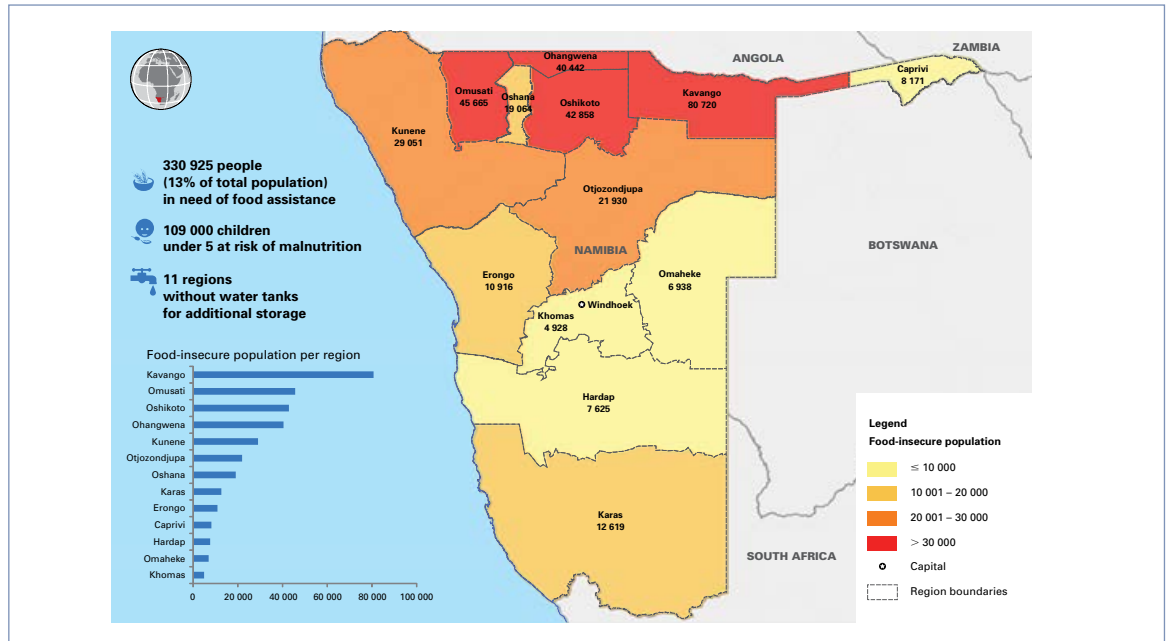 ANGOLA
ZAMBIA
Ohangwena
40 442
Caprivi
8 171
Omusati
45 665
Oshana
19 064
Oshikoto
42 858
Kavango
80 720
Kunene
29 051
330 925 people
(13% of total population)
in need of food assistance
Otjozondjupa
21 930
109 000 children
under 5 at risk of malnutrition
NAMIBIA
BOTSWANA
11 regions
without water tanks
for additional storage
Erongo
10 916
Omaheke
6 938
Windhoek
Khomas
4 928
Hardap
7 625
Karas
12 619
SOUTH AFRICA
Food-insecure population per region
Kavango
Omusati
Oshikoto
Ohangwena
Kunene
Otjozondjupa
Oshana
Karas
Erongo
Caprivi
Hardap
Omaheke
Khomas
0 20 000 40 000 60 000 80 000 100 000
Legend
Food-insecure population
≤ 10 000
10 001 – 20 000
20 001 – 30 000
> 30 000
Capital
Region boundaries